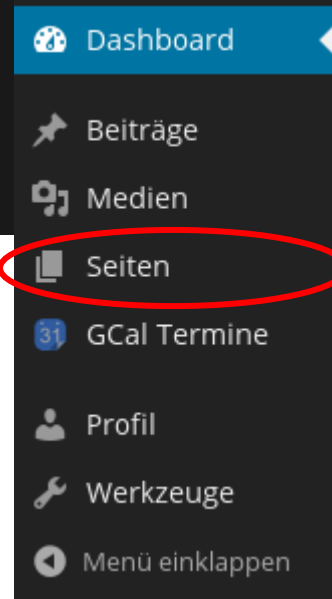 Dashboard
Beiträge
Medien
Seiten
31 GCal Termine
Profil
Werkzeuge
Menü einklappen